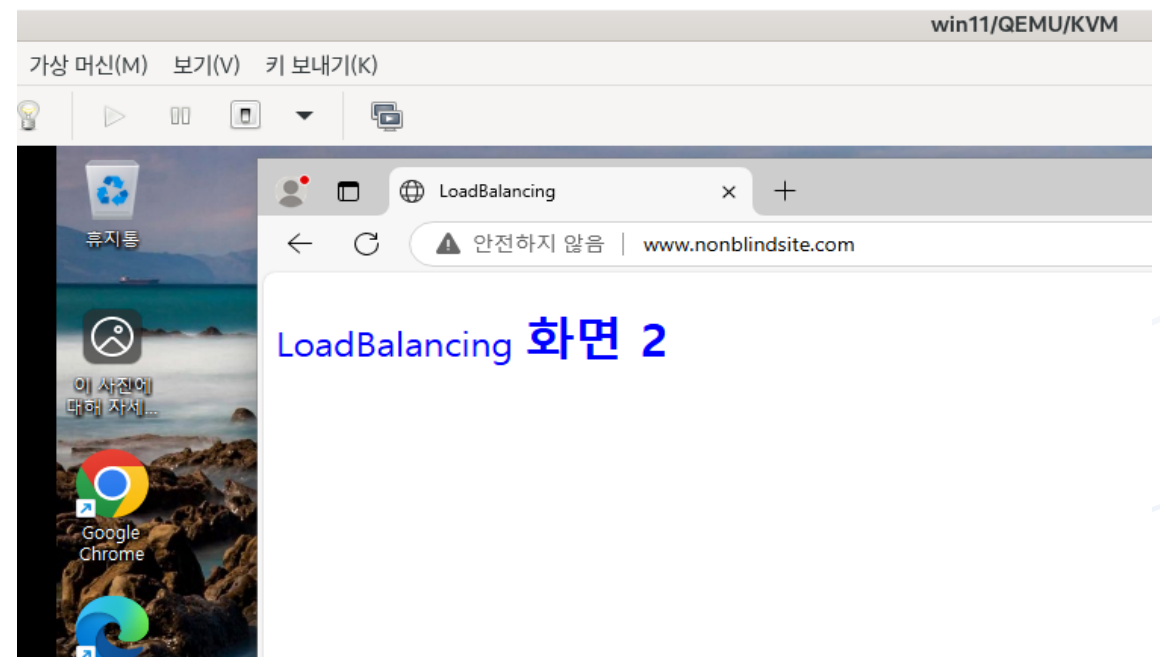 win11/QEMU/KVM
가상 머신(M) 보기(V) 키 보내기(K)
LoadBalancing
안전하지 않음 | www.nonblindsite.com
휴지통
LoadBalancing 화면 2
이 사진에
대해 자세...
Google
Chrome